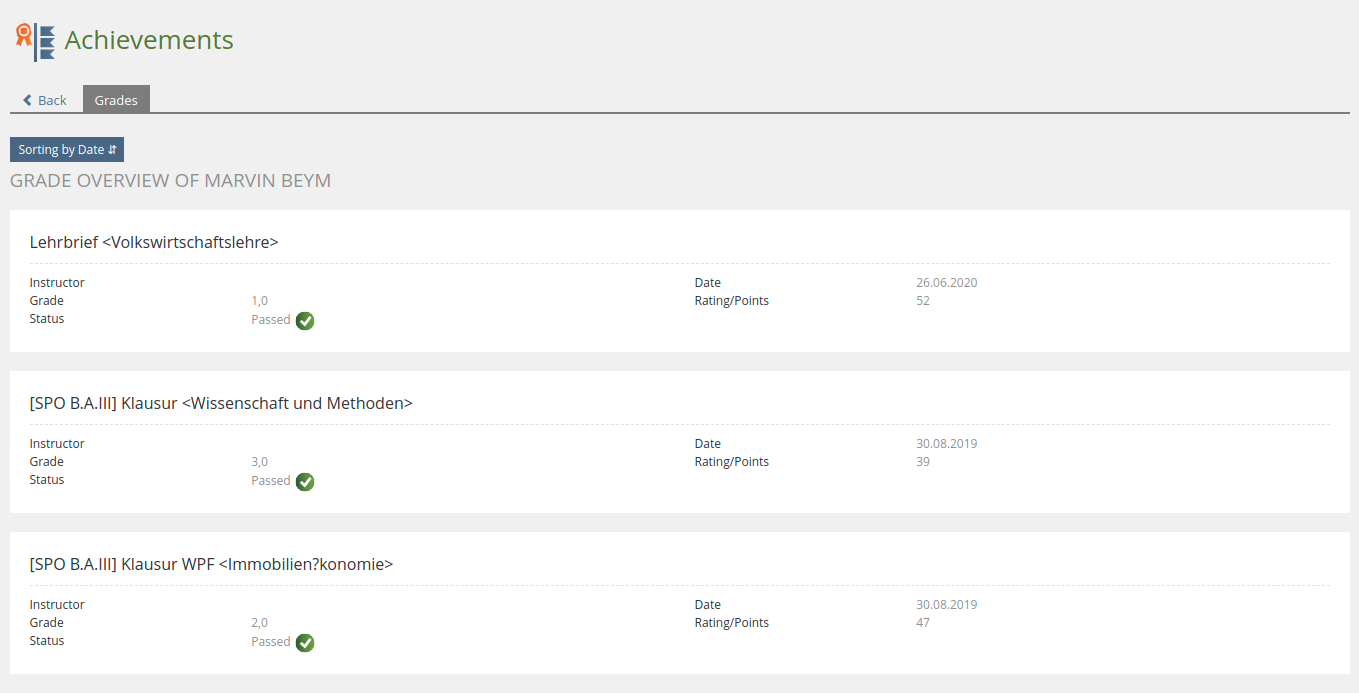 Achievements
Back
Grades
Sorting by Date
GRADE OVERVIEW OF MARVIN BEYM
Lehrbrief <Volkswirtschaftslehre>
Instructor Date 26.06.2020
Grade 1,0 Rating/Points 52
Status Passed
[SPO B.A.III] Klausur <Wissenschaft und Methoden>
Instructor Date 30.08.2019
Grade 3,0 Rating/Points 39
Status Passed
[SPO B.A.III] Klausur WPF <Immobilien?konomie>
Instructor Date 30.08.2019
Grade 2,0 Rating/Points 47
Status Passed